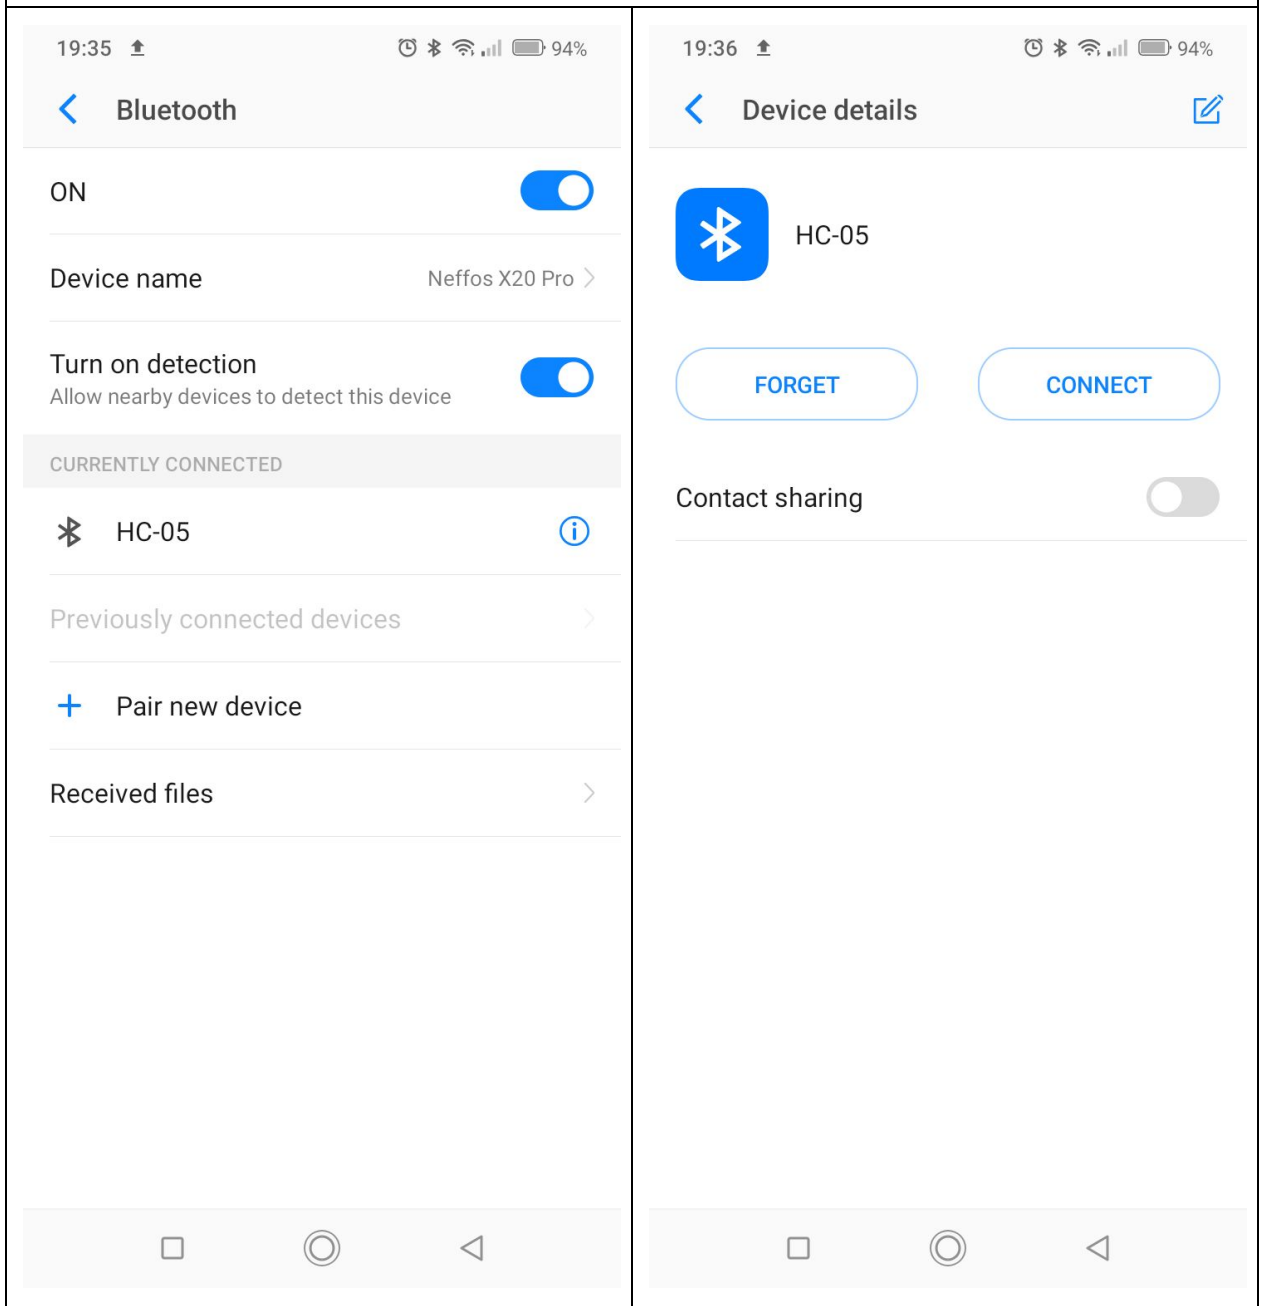 19:35
94%
Bluetooth
ON
Device name
Neffos X20 Pro
Turn on detection
Allow nearby devices to detect this device
CURRENTLY CONNECTED
HC-05
Previously connected devices
Pair new device
Received files
19:36
94%
Device details
HC-05
FORGET
CONNECT
Contact sharing